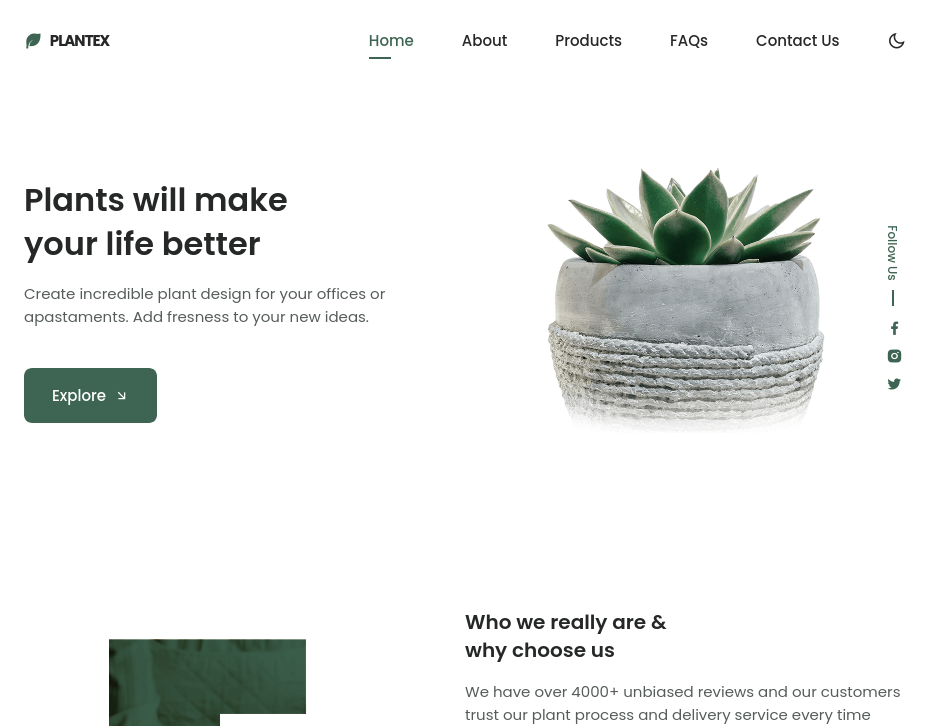 PLANTEX
Home
About
Products
FAQs
Contact Us
Plants will make
your life better
Create incredible plant design for your offices or
apastaments. Add fresness to your new ideas.
Explore
Follow Us
Who we really are &
why choose us
We have over 4000+ unbiased reviews and our customers
trust our plant process and delivery service every time